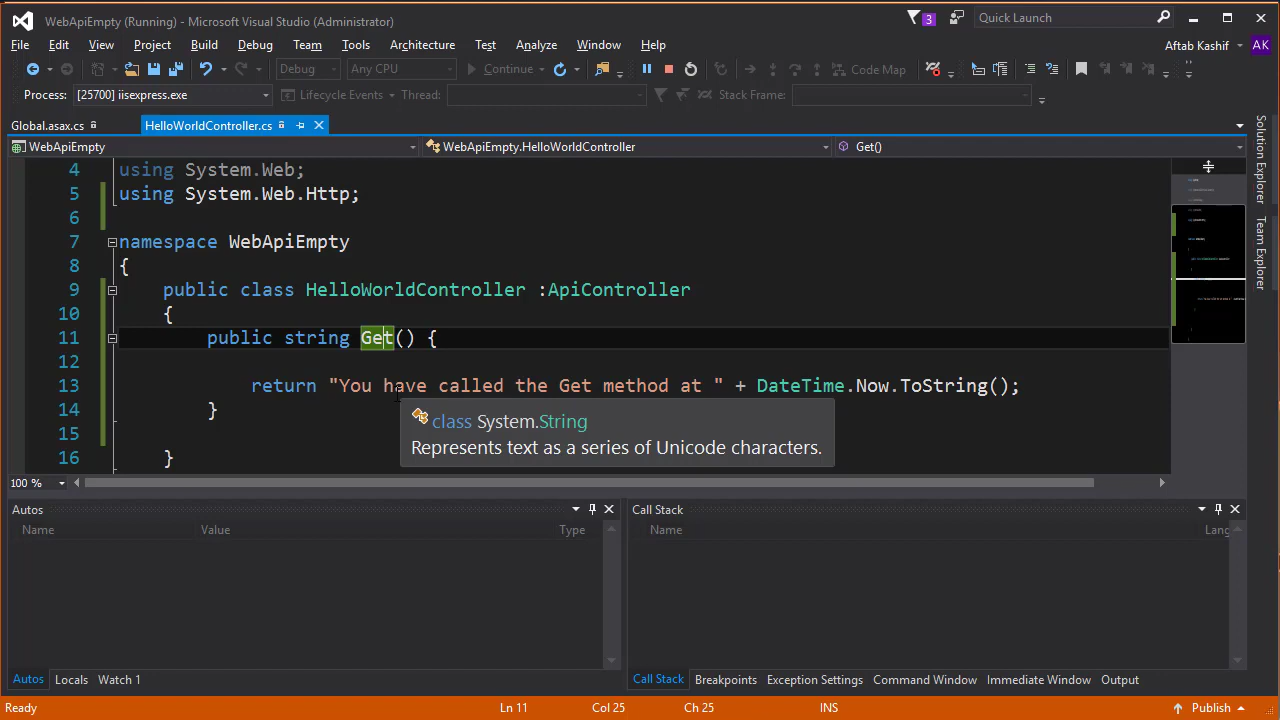 WebApiEmpty (Running) - Microsoft Visual Studio (Administrator)
3
Quick Launch
File Edit View Project Build Debug Team Tools Architecture Test Analyze Window Help
Aftab Kashif
AK
Debug Any CPU Continue Code Map
Process: [25700] iisexpress.exe Lifecycle Events Thread: Stack Frame:
Global.asax.cs HelloWorldController.cs
WebApiEmpty WebApiEmpty.HelloWorldController Get()
4 using System.Web;
5 using System.Web.Http;
6
7 namespace WebApiEmpty
8 {
9 public class HelloWorldController :ApiController
10 {
11 public string Get() {
12
13 return "You have called the Get method at " + DateTime.Now.ToString();
14 }
class System.String
Represents text as a series of Unicode characters.
15
16 }
100 %
Solution Explorer
Team Explorer
Autos
Name Value Type
Call Stack
Name Lang
Autos Locals Watch 1
Call Stack Breakpoints Exception Settings Command Window Immediate Window Output
Ready Ln 11 Col 25 Ch 25 INS Publish